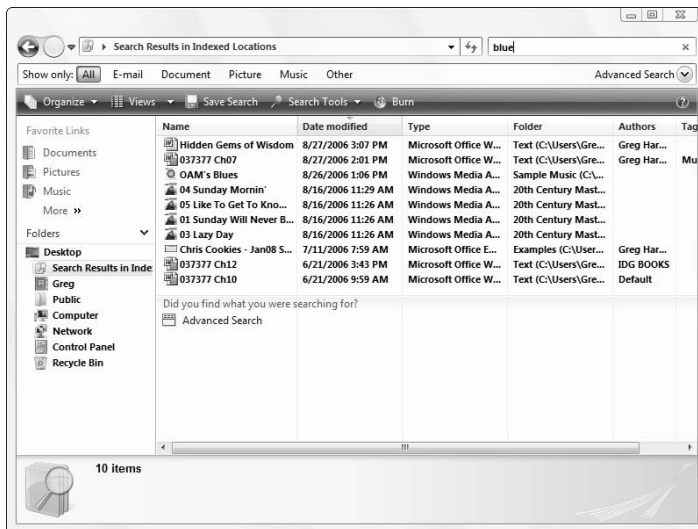 Search Results in Indexed Locations
blue
Show only: All E-mail Document Picture Music Other Advanced Search
Organize Views Save Search Search Tools Burn
Favorite Links
Documents
Pictures
Music
More »
Folders
Desktop
Search Results in Inde
Greg
Public
Computer
Network
Control Panel
Recycle Bin
Name Date modified Type Folder Authors Tag
Hidden Gems of Wisdom 8/27/2006 3:07 PM Microsoft Office W... Text (C:\Users\Gre... Greg Har...
037377 Ch07 8/27/2006 2:01 PM Microsoft Office W... Text (C:\Users\Gre... Greg Har... Mu
OAM's Blues 8/26/2006 1:06 PM Windows Media A... Sample Music (C:\...
04 Sunday Mornin' 8/16/2006 11:29 AM Windows Media A... 20th Century Mast...
05 Like To Get To Kno... 8/16/2006 11:26 AM Windows Media A... 20th Century Mast...
01 Sunday Will Never B... 8/16/2006 11:26 AM Windows Media A... 20th Century Mast...
03 Lazy Day 8/16/2006 11:26 AM Windows Media A... 20th Century Mast...
Chris Cookies - Jan08 S... 7/11/2006 7:59 AM Microsoft Office E... Examples (C:\User... Greg Har...
037377 Ch12 6/21/2006 3:43 PM Microsoft Office W... Text (C:\Users\Gre... IDG BOOKS
037377 Ch10 6/21/2006 9:59 AM Microsoft Office W... Text (C:\Users\Gre... Default
Did you find what you were searching for?
Advanced Search
10 items